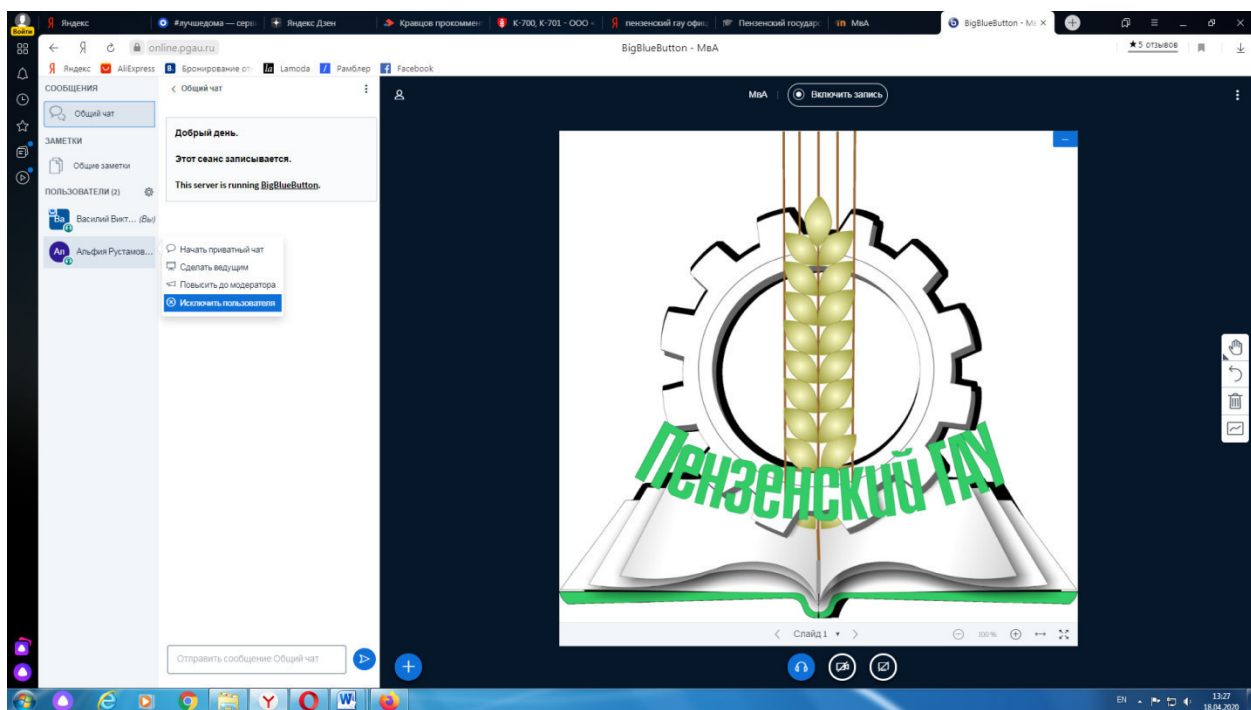 Войти
Яндекс
#лучшедома — серв
Яндекс Дзен
Кравцов прокоммен
К-700, К-701 - ООО
пензенский гау офиц
Пензенский государс
МвА
BigBlueButton - Мв
online.pgau.ru
BigBlueButton - МвА
★5 отзывов
Яндекс
AliExpress
Бронирование от
Lamoda
Рамблер
Facebook
СООБЩЕНИЯ
Общий чат
ЗАМЕТКИ
Общие заметки
ПОЛЬЗОВАТЕЛИ (2)
Ва Василий Викт... (Вы)
Ал Альфия Рустамов...
Общий чат
Добрый день.
Этот сеанс записывается.
This server is running BigBlueButton.
Начать приватный чат
Сделать ведущим
Повысить до модератора
Исключить пользователя
Отправить сообщение Общий чат
МвА
Включить запись
Пензенский ГАУ
Слайд 1
100%
EN
13:27
18.04.2020